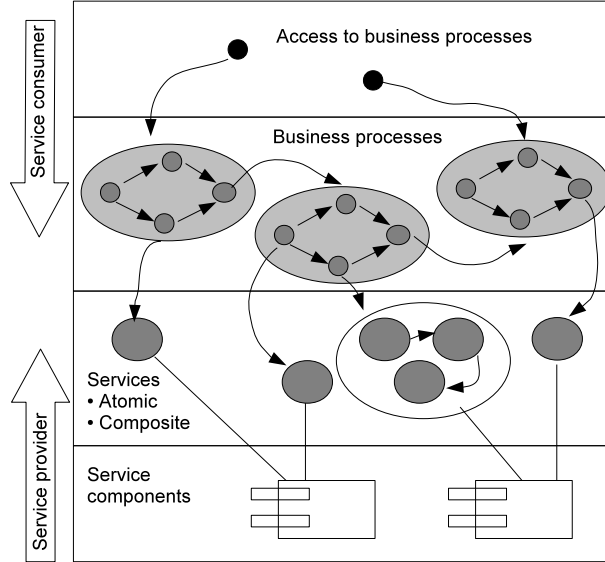 Access to business processes
Service consumer
Business processes
Services
• Atomic
• Composite
Service provider
Service
components